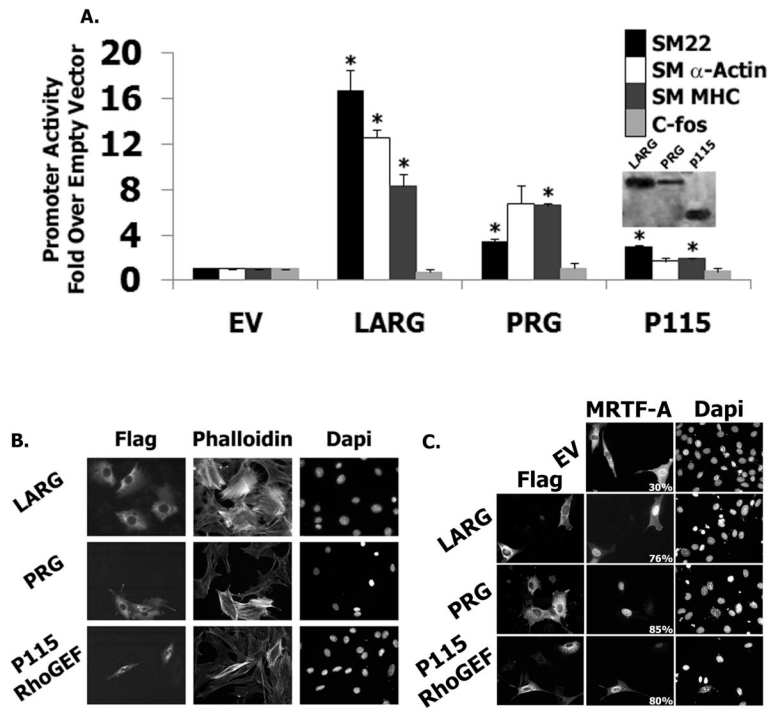 A.
Promoter Activity
Fold Over Empty Vector
20
16
12
8
4
0
* * *
* *
* *
SM22
SM α-Actin
SM MHC
C-fos
LARG PRG p115
EV LARG PRG P115
B.
Flag Phalloidin Dapi
LARG
PRG
P115
RhoGEF
C.
MRTF-A Dapi
EV
30%
Flag
LARG
76%
PRG
85%
P115
RhoGEF
80%